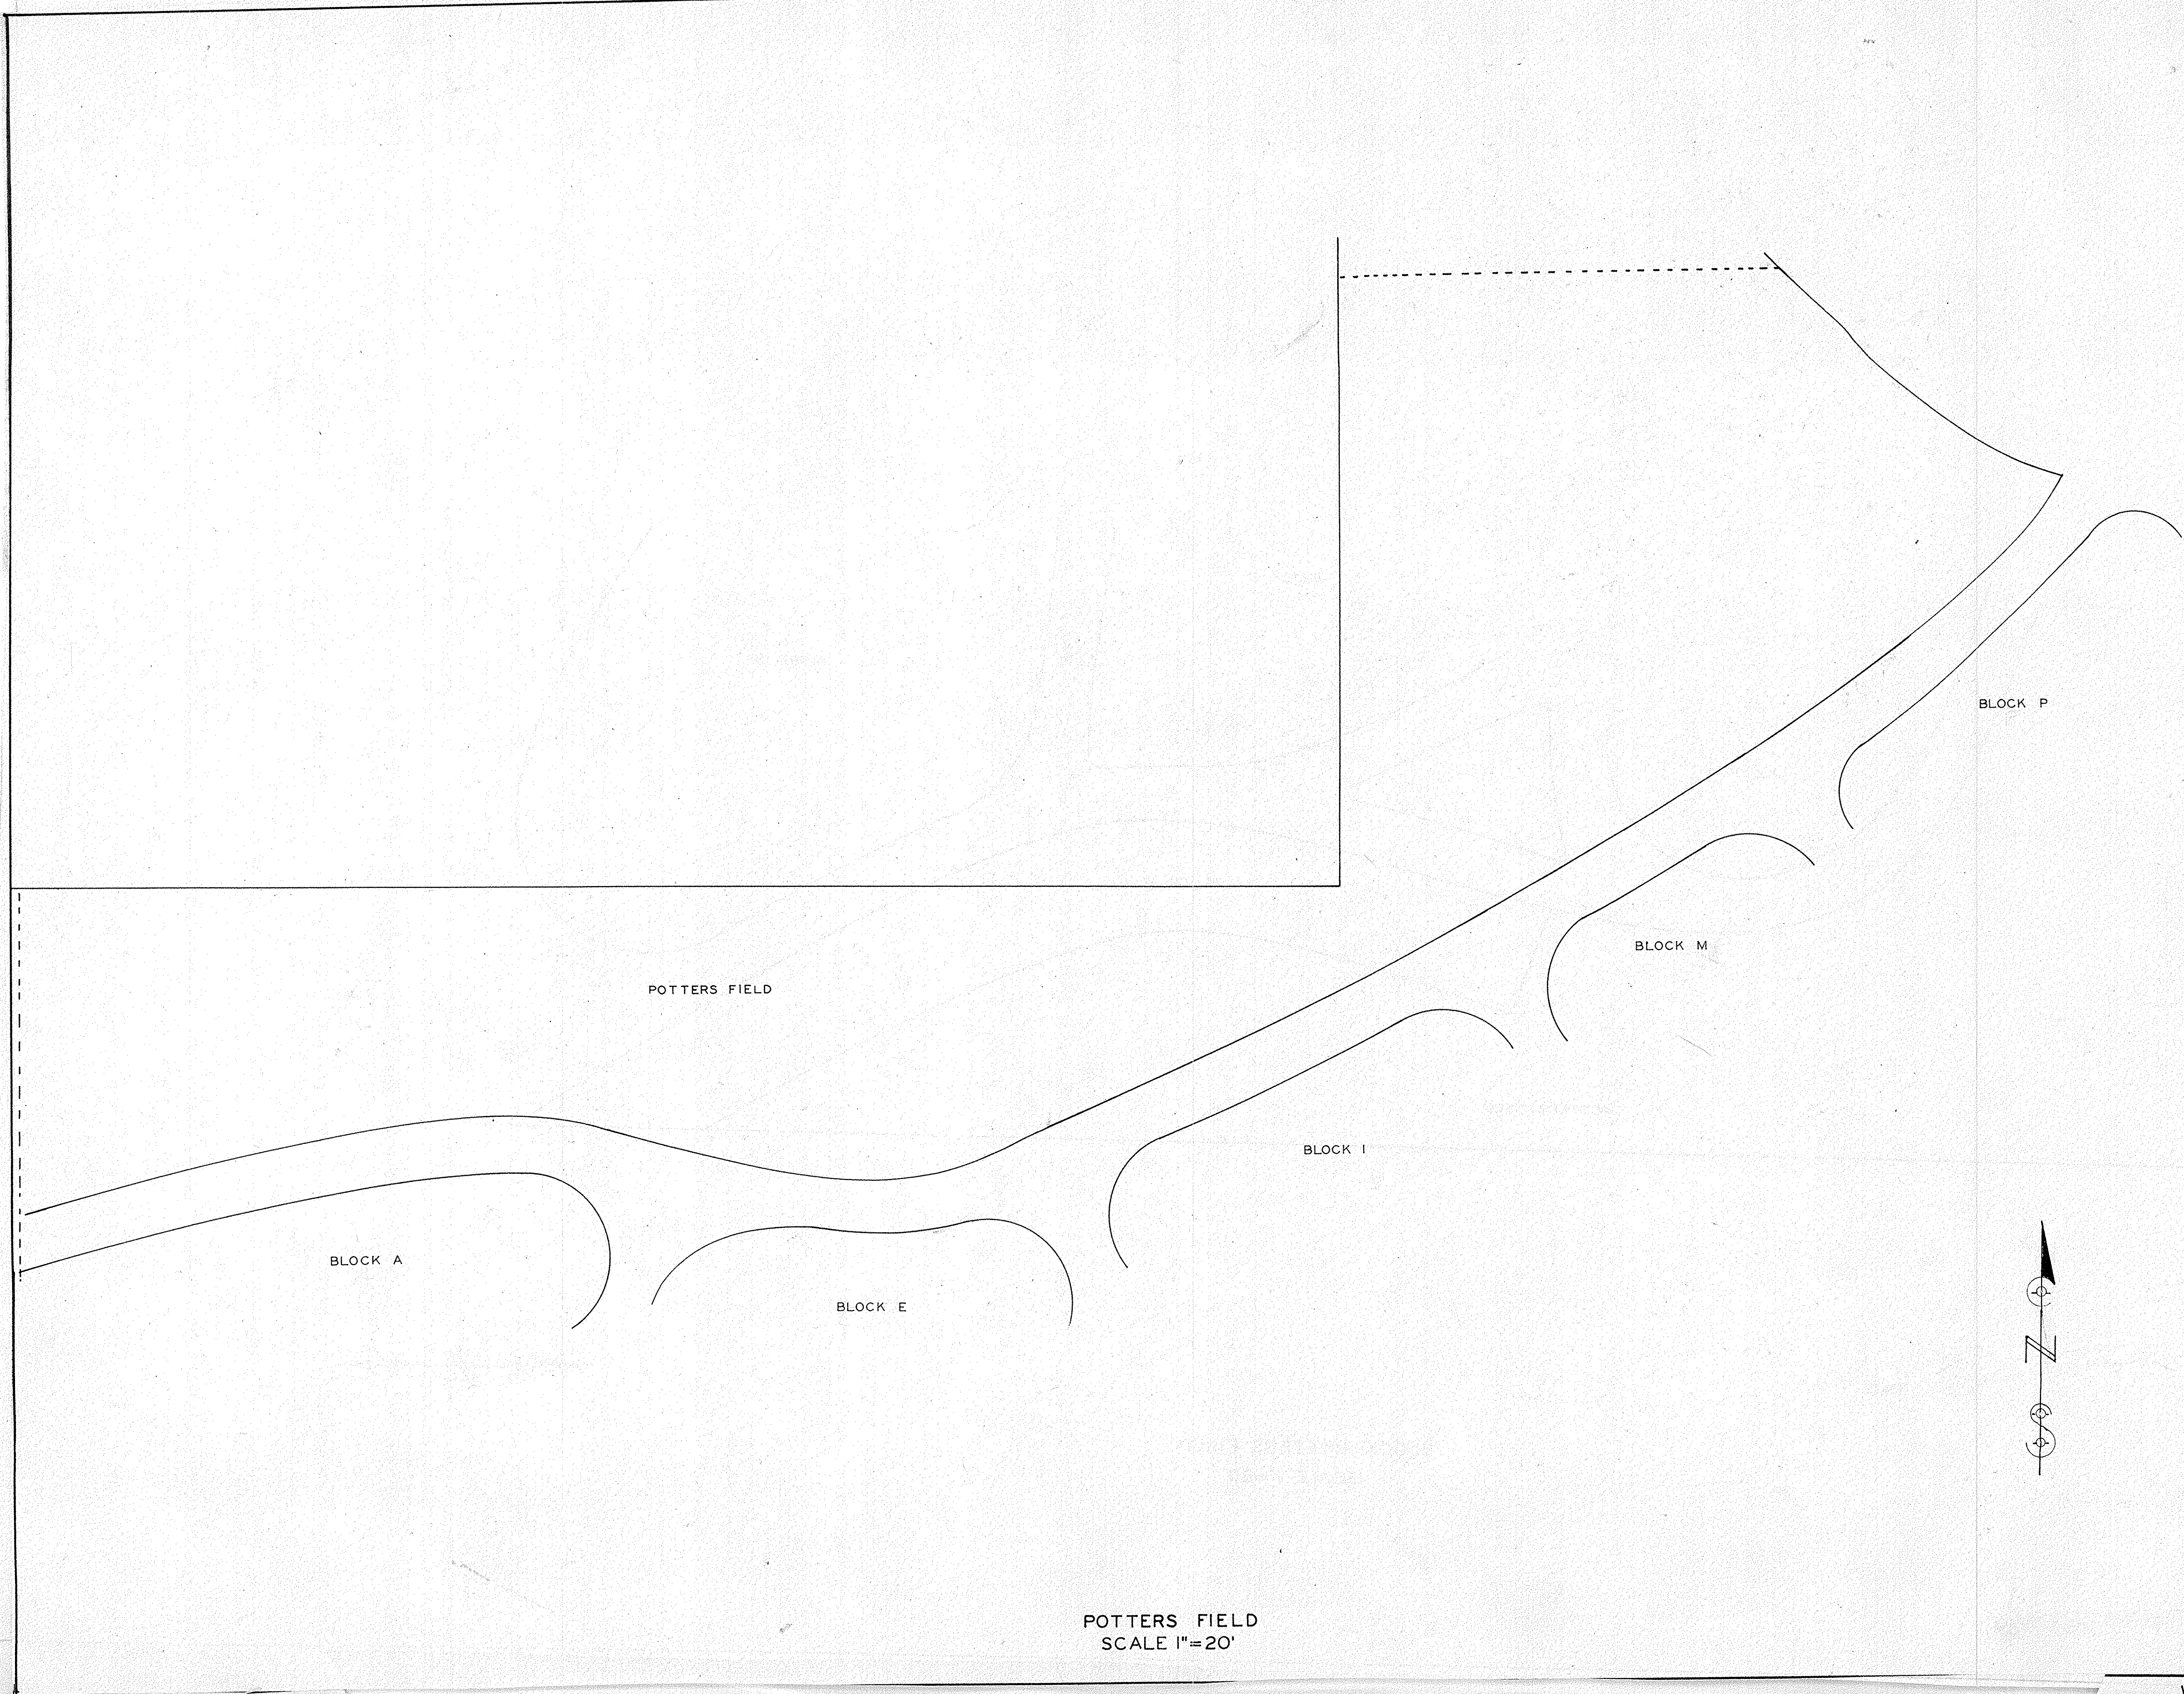 BLOCK P
BLOCK M
POTTERS FIELD
BLOCK I
BLOCK A
BLOCK E
N
S
POTTERS FIELD
SCALE 1"=20'